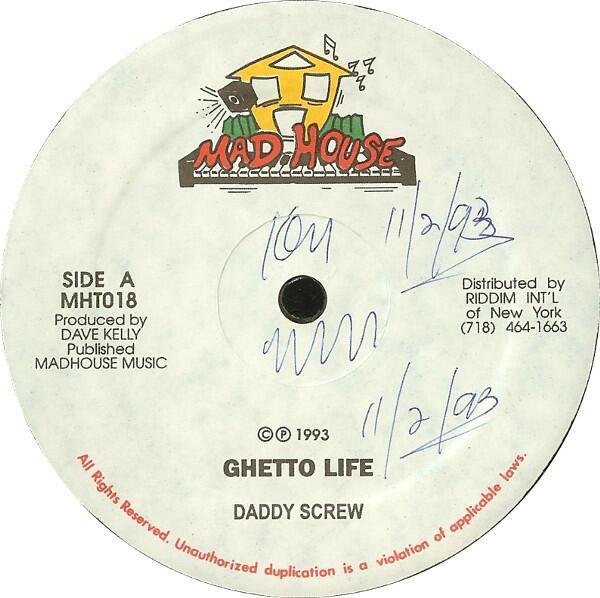 MAD HOUSE
11/2/93
SIDE A
MHT018
Produced by
DAVE KELLY
Published
MADHOUSE MUSIC
Distributed by
RIDDIM INT'L
of New York
(718) 464-1663
11/2/93
©℗ 1993
GHETTO LIFE
DADDY SCREW
All Rights Reserved. Unauthorized duplication is a violation of applicable laws.